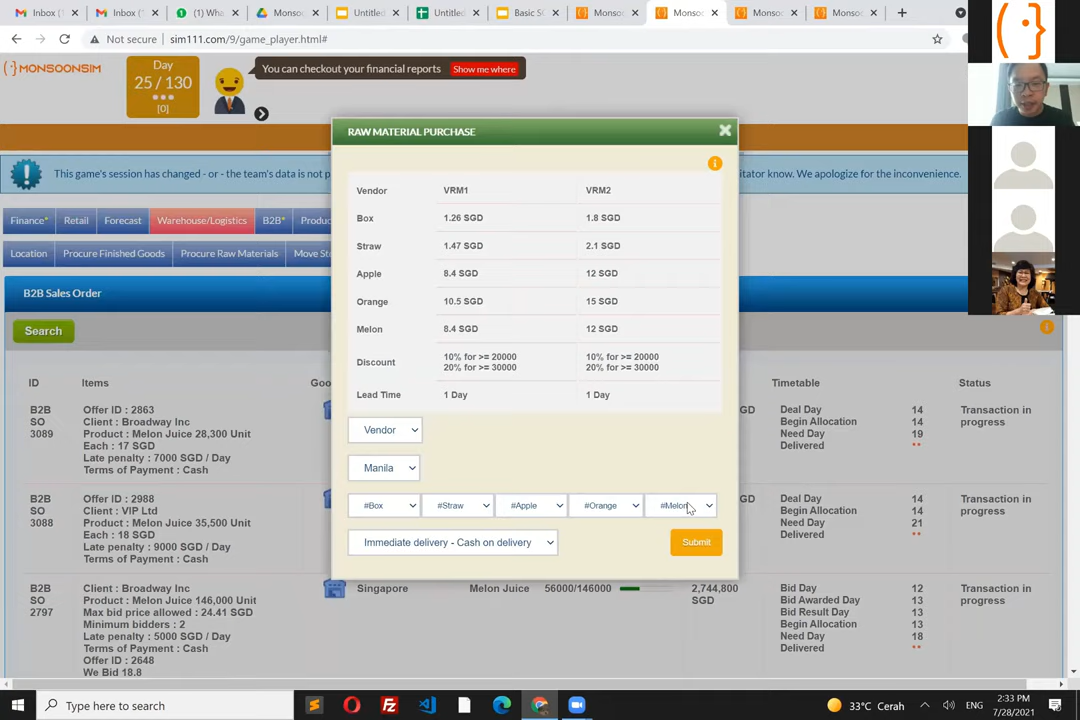 Inbox (1
Inbox (1
(1) Wha
Monsoo
Untitled
Untitled
Basic S
Monso
Monso
Monso
Monso
Not secure
sim111.com/9/game_player.html#
MONSOONSIM
Day
25 / 130
[0]
You can checkout your financial reports
Show me where
RAW MATERIAL PURCHASE
This game's session has changed - or - the team's data is not p
itator know. We apologize for the inconvenience.
Finance*
Retail
Forecast
Warehouse/Logistics
B2B*
Produc
Location
Procure Finished Goods
Procure Raw Materials
Move St
B2B Sales Order
Search
Vendor VRM1 VRM2
Box 1.26 SGD 1.8 SGD
Straw 1.47 SGD 2.1 SGD
Apple 8.4 SGD 12 SGD
Orange 10.5 SGD 15 SGD
Melon 8.4 SGD 12 SGD
Discount
10% for >= 20000 10% for >= 20000
20% for >= 30000 20% for >= 30000
Lead Time 1 Day 1 Day
Vendor
Manila
#Box #Straw #Apple #Orange #Melon
Immediate delivery - Cash on delivery
Submit
ID Items Goo Timetable Status
B2B
SO
3089
Offer ID : 2863
Client : Broadway Inc
Product : Melon Juice 28,300 Unit
Each : 17 SGD
Late penalty : 7000 SGD / Day
Terms of Payment : Cash
GD
Deal Day 14
Begin Allocation 14
Need Day 19
Delivered **
Transaction in
progress
B2B
SO
3088
Offer ID : 2988
Client : VIP Ltd
Product : Melon Juice 35,500 Unit
Each : 18 SGD
Late penalty : 9000 SGD / Day
Terms of Payment : Cash
GD
Deal Day 14
Begin Allocation 14
Need Day 21
Delivered **
Transaction in
progress
B2B
SO
2797
Client : Broadway Inc
Product : Melon Juice 146,000 Unit
Max bid price allowed : 24.41 SGD
Minimum bidders : 2
Late penalty : 5000 SGD / Day
Terms of Payment : Cash
Offer ID : 2648
We Bid 18.8
Singapore
Melon Juice
56000/146000
2,744,800
SGD
Bid Day 12
Bid Awarded Day 13
Bid Result Day 13
Begin Allocation 13
Need Day 18
Delivered **
Transaction in
progress
Type here to search
33°C Cerah
ENG
2:33 PM
7/28/2021